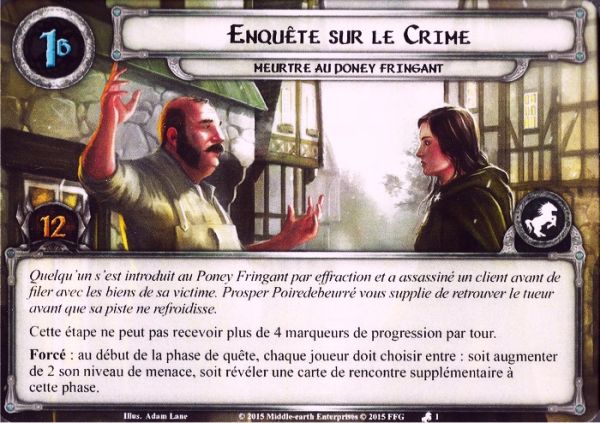 1B
Enquête sur le Crime
Meurtre au Poney Fringant
12
Quelqu'un s'est introduit au Poney Fringant par effraction et a assassiné un client avant de
filer avec les biens de sa victime. Prosper Poiredebeurré vous supplie de retrouver le tueur
avant que sa piste ne refroidisse.
Cette étape ne peut pas recevoir plus de 4 marqueurs de progression par tour.
Forcé : au début de la phase de quête, chaque joueur doit choisir entre : soit augmenter
de 2 son niveau de menace, soit révéler une carte de rencontre supplémentaire à
cette phase.
Illus. Adam Lane © 2015 Middle-earth Enterprises © 2015 FFG 1